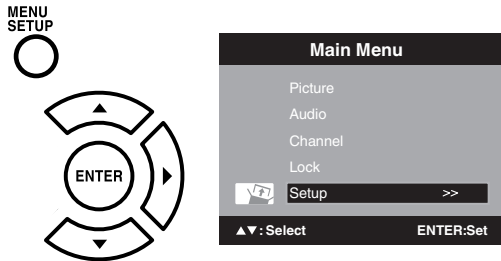 MENU
SETUP
ENTER
Main Menu
Picture
Audio
Channel
Lock
Setup >>
▲▼: Select ENTER:Set